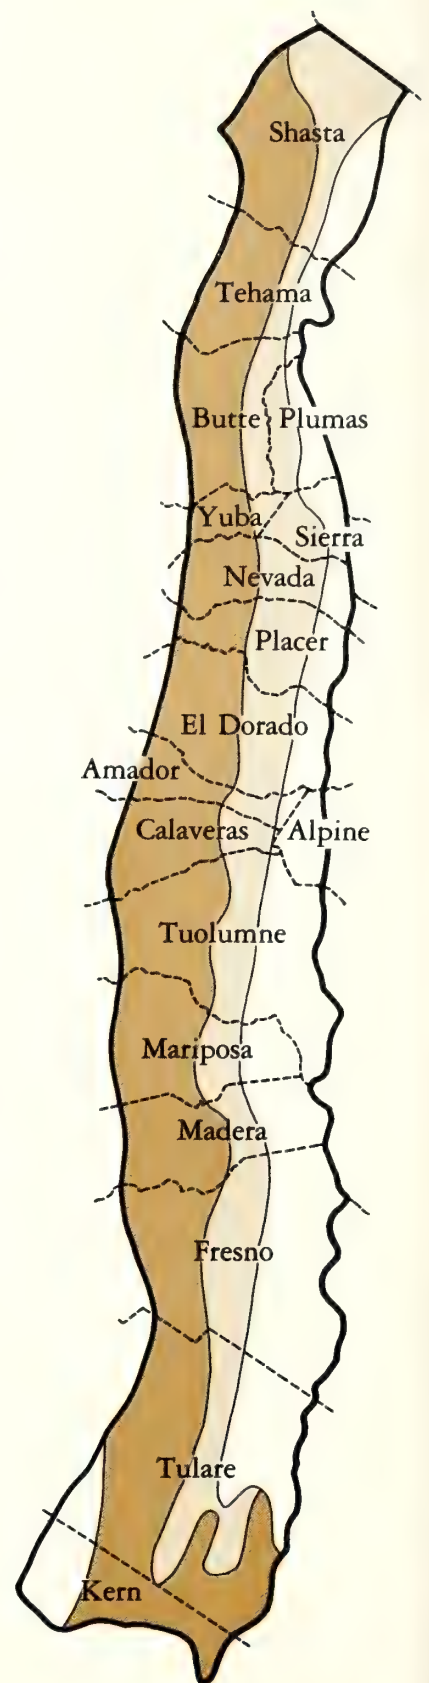 Shasta
Tehama
Butte
Plumas
Yuba
Sierra
Nevada
Placer
El Dorado
Amador
Calaveras
Alpine
Tuolumne
Mariposa
Madera
Fresno
Tulare
Kern